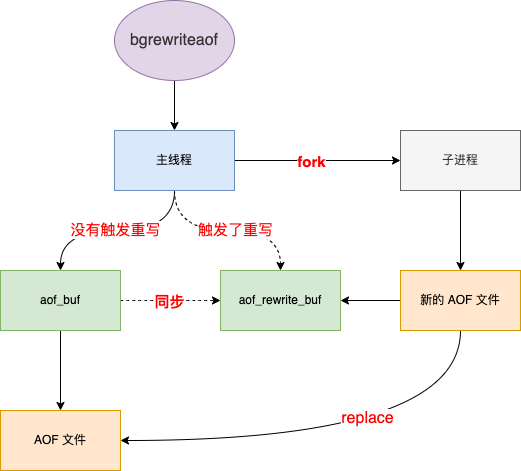 bgrewriteaof
主线程
fork
子进程
没有触发重写
触发了重写
aof_buf
同步
aof_rewrite_buf
新的 AOF 文件
replace
AOF 文件